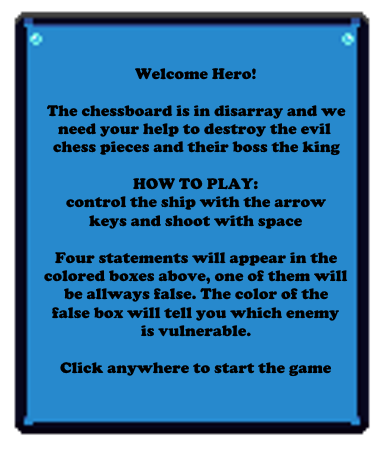 Welcome Hero!
The chessboard is in disarray and we
need your help to destroy the evil
chess pieces and their boss the king
HOW TO PLAY:
control the ship with the arrow
keys and shoot with space
Four statements will appear in the
colored boxes above, one of them will
be allways false. The color of the
false box will tell you which enemy
is vulnerable.
Click anywhere to start the game